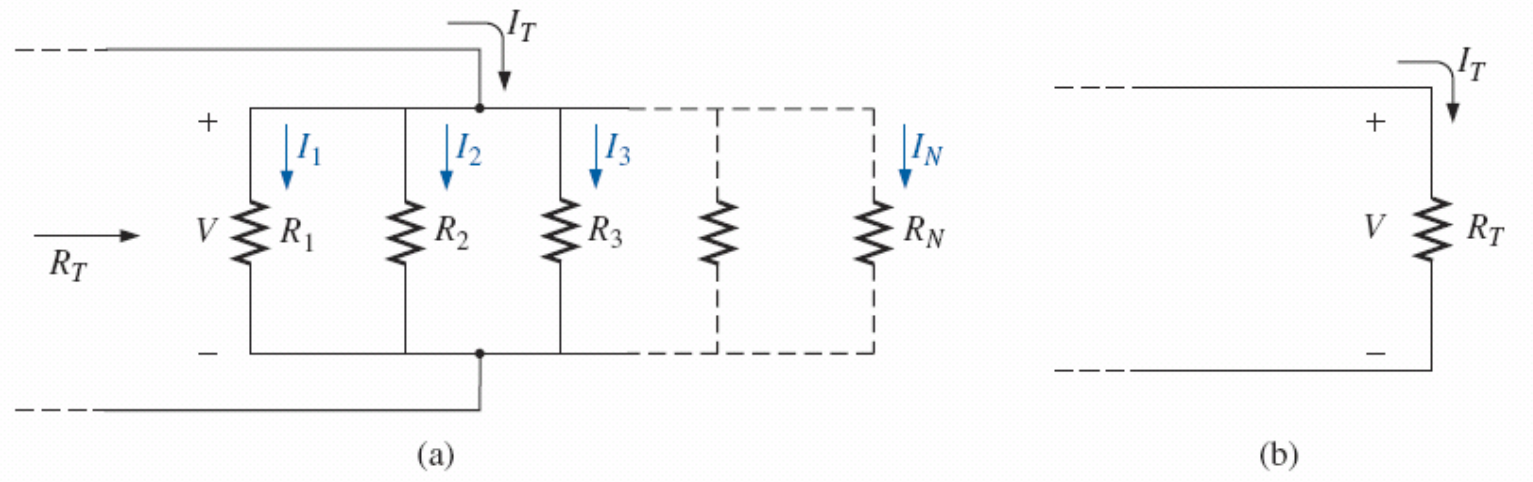 I_T
I_T
+
+
I_1
I_2
I_3
I_N
V
R_1
R_2
R_3
R_N
V
R_T
R_T
−
−
(a)
(b)